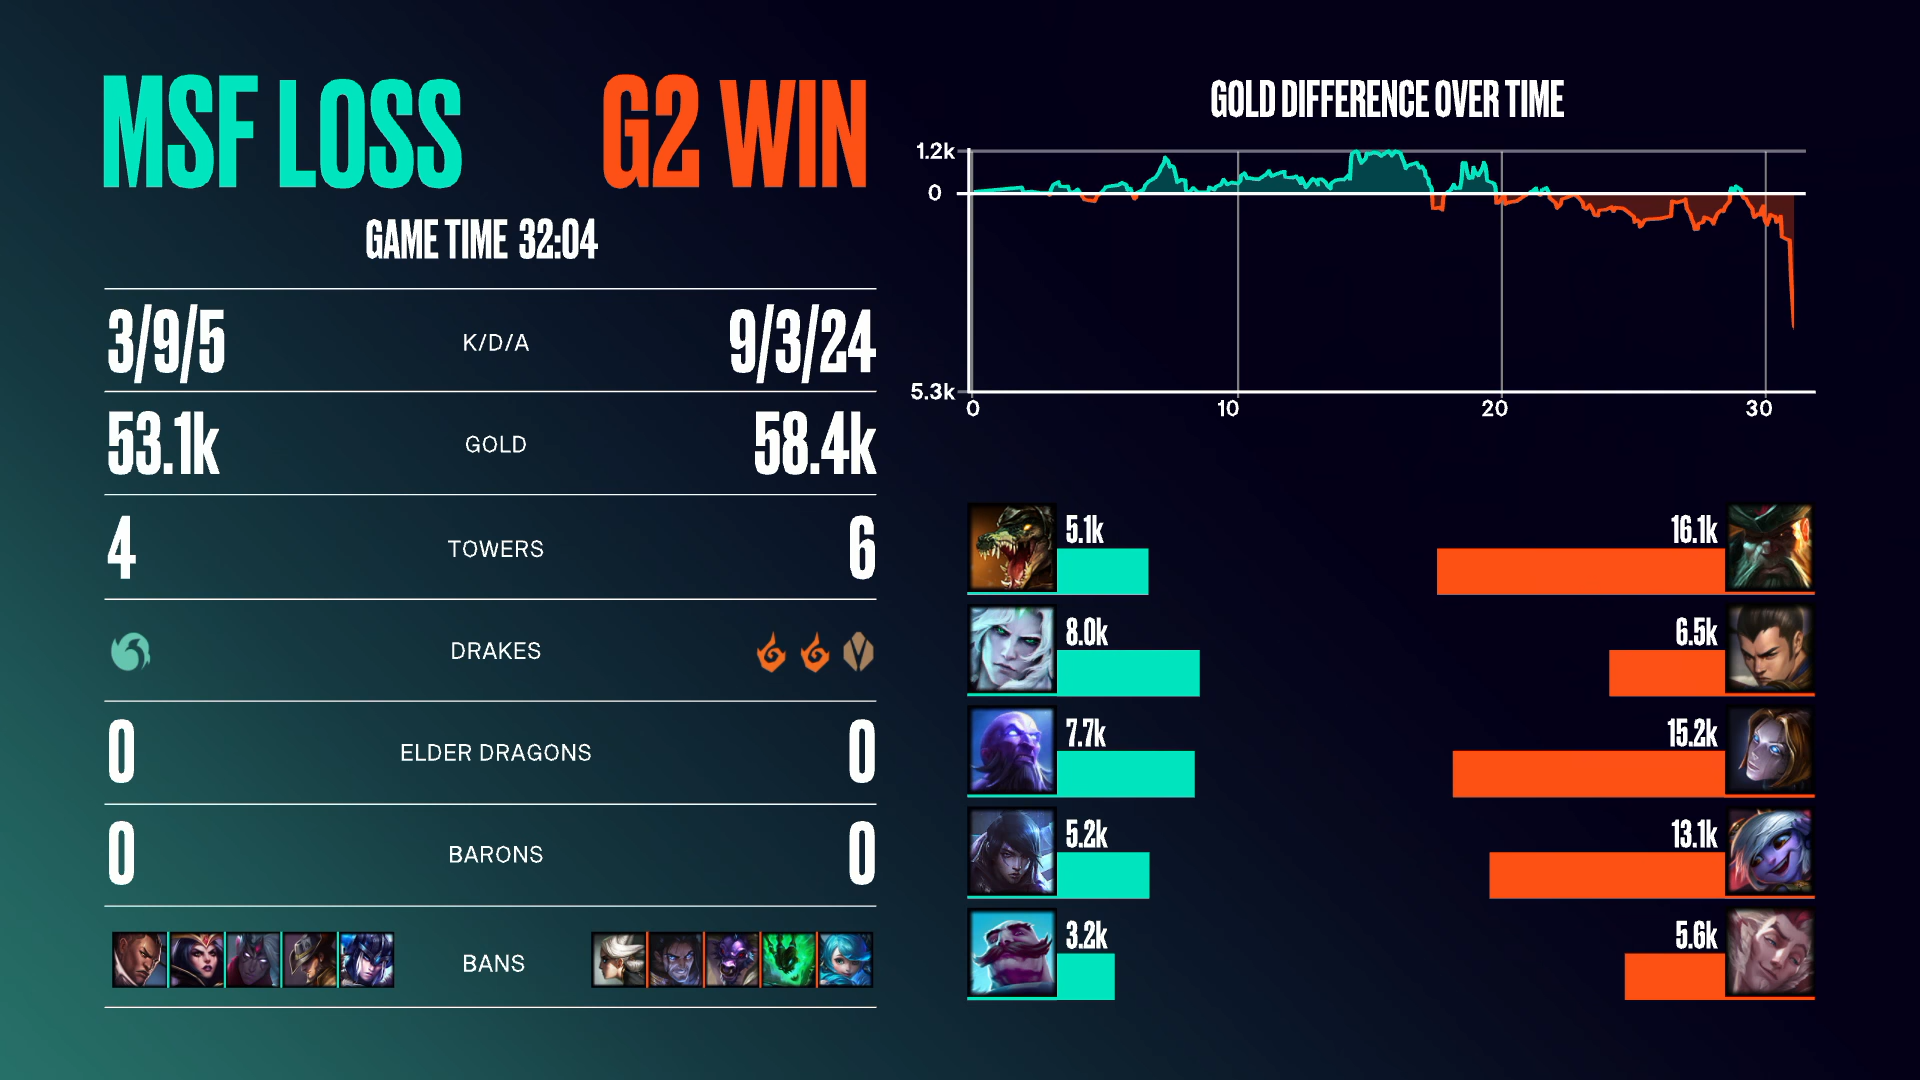 MSF LOSS G2 WIN
GAME TIME 32:04
3/9/5 K/D/A 9/3/24
53.1k GOLD 58.4k
4 TOWERS 6
DRAKES
0 ELDER DRAGONS 0
0 BARONS 0
BANS
GOLD DIFFERENCE OVER TIME
1.2k
0
5.3k
0 10 20 30
5.1k 16.1k
8.0k 6.5k
7.7k 15.2k
5.2k 13.1k
3.2k 5.6k